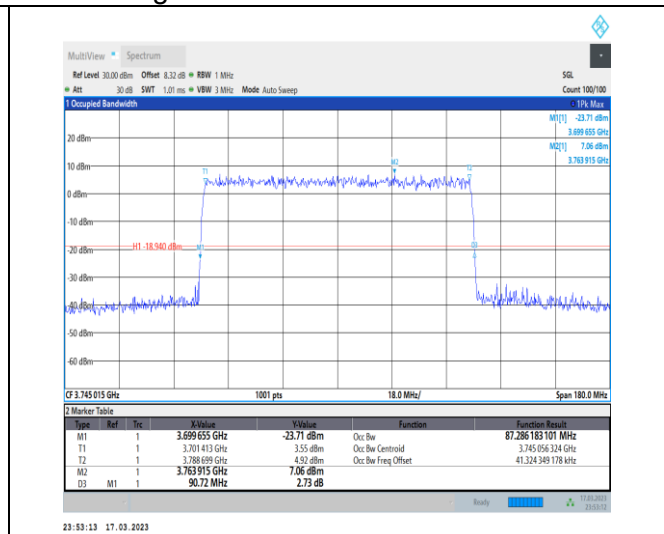 MultiView Spectrum
Ref Level 30.00 dBm Offset 8.32 dB RBW 1 MHz SGL
Att 30 dB SWT 1.01 ms VBW 3 MHz Mode Auto Sweep Count 100/100
1 Occupied Bandwidth 1Pk Max
M1[1] -23.71 dBm
3.699 655 GHz
20 dBm
M2[1] 7.06 dBm
3.763 915 GHz
10 dBm
M2
T1
0 dBm
-10 dBm
H1 -18.940 dBm
M1
D3
-20 dBm
-30 dBm
-40 dBm
-50 dBm
-60 dBm
CF 3.745 015 GHz 1001 pts 18.0 MHz/ Span 180.0 MHz
2 Marker Table
Type Ref Trc X-Value Y-Value Function Function Result
M1 1 3.699 655 GHz -23.71 dBm Occ Bw 87.286 183 101 MHz
T1 1 3.701 413 GHz 3.55 dBm Occ Bw Centroid 3.745 056 324 GHz
T2 1 3.788 699 GHz 4.92 dBm Occ Bw Freq Offset 41.324 349 178 kHz
M2 1 3.763 915 GHz 7.06 dBm
D3 M1 1 90.72 MHz 2.73 dB
Ready 17.03.2023
23:53:12
23:53:13 17.03.2023